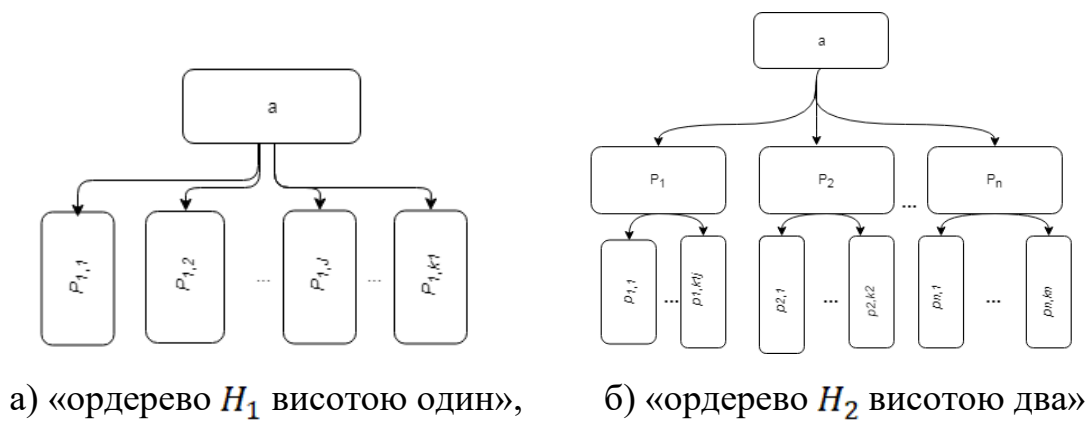 a
P1,1
P1,2
...
P1,J
...
P1,k1
a
P1
P2
...
Pn
p1,1
...
p1,k1j
p2,1
...
p2,k2
pn,1
...
pn,kn
а) «ордерево H1 висотою один»,
б) «ордерево H2 висотою два»